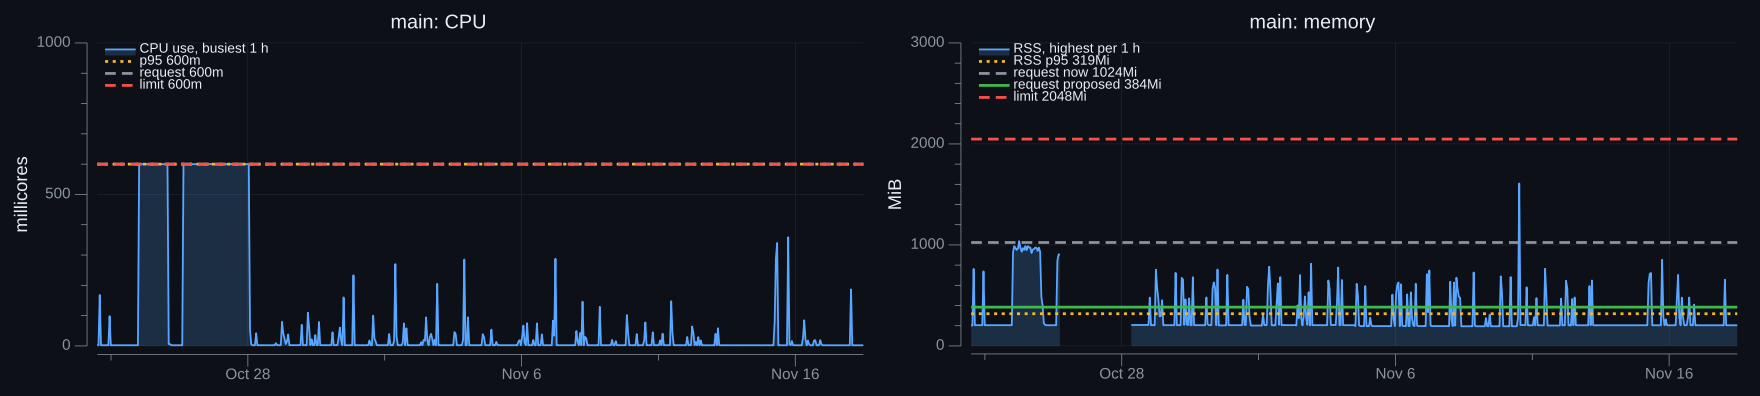 main: CPU
1000
500
0
millicores
CPU use, busiest 1 h
p95 600m
request 600m
limit 600m
Oct 28
Nov 6
Nov 16
main: memory
3000
2000
1000
0
MiB
RSS, highest per 1 h
RSS p95 319Mi
request now 1024Mi
request proposed 384Mi
limit 2048Mi
Oct 28
Nov 6
Nov 16